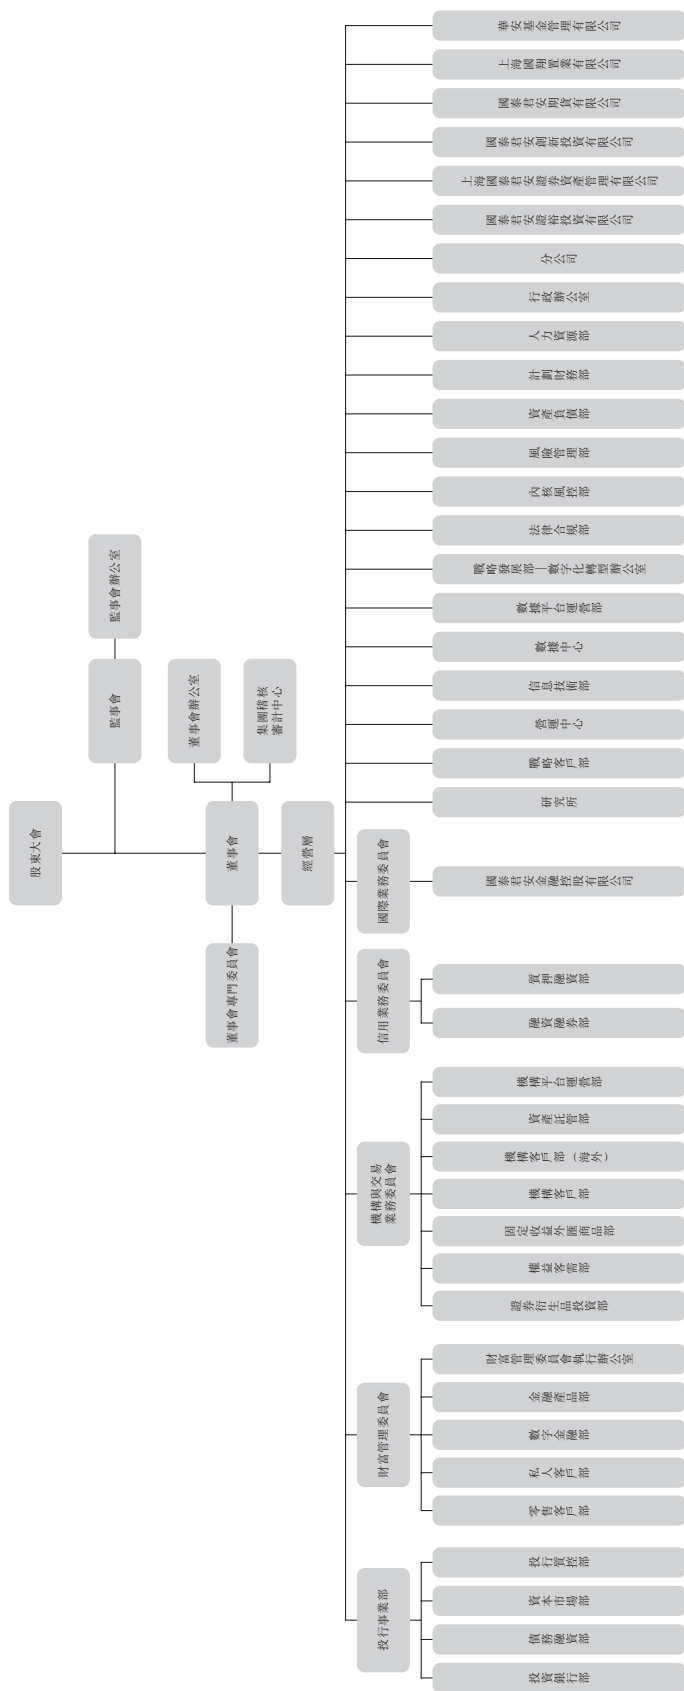 股東大會
監事會
監事會辦公室
董事會
董事會辦公室
集團稽核
審計中心
董事會專門委員會
經營層
投行事業部
財富管理委員會
機構與交易
業務委員會
信用業務委員會
國際業務委員會
投資銀行部
債務融資部
資本市場部
投行質控部
零售客戶部
私人客戶部
數字金融部
金融產品部
財富管理委員會執行辦公室
證券衍生品投資部
權益客需部
固定收益外匯商品部
機構客戶部
機構客戶部（海外）
資產託管部
機構平台運營部
融資融券部
質押融資部
國泰君安金融控股有限公司
研究所
戰略客戶部
營運中心
信息技術部
數據中心
數據平台運營部
戰略發展部—數字化轉型辦公室
法律合規部
內核風控部
風險管理部
資產負債部
計劃財務部
人力資源部
行政辦公室
分公司
國泰君安證裕投資有限公司
上海國泰君安證券資產管理有限公司
國泰君安創新投資有限公司
國泰君安期貨有限公司
上海國翔置業有限公司
華安基金管理有限公司